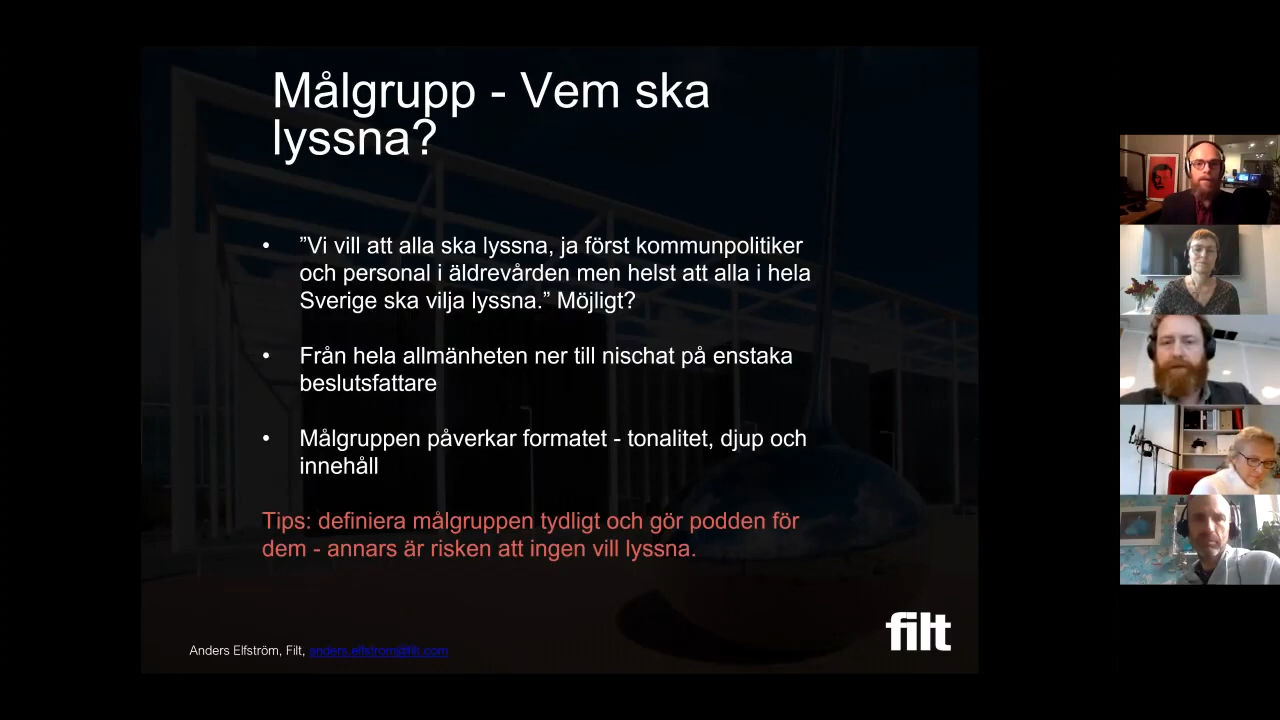 Målgrupp - Vem ska
lyssna?
• ”Vi vill att alla ska lyssna, ja först kommunpolitiker
och personal i äldrevården men helst att alla i hela
Sverige ska vilja lyssna.” Möjligt?
• Från hela allmänheten ner till nischat på enstaka
beslutsfattare
• Målgruppen påverkar formatet - tonalitet, djup och
innehåll
Tips: definiera målgruppen tydligt och gör podden för
dem - annars är risken att ingen vill lyssna.
filt
Anders Elfström, Filt, anders.elfstrom@filt.com